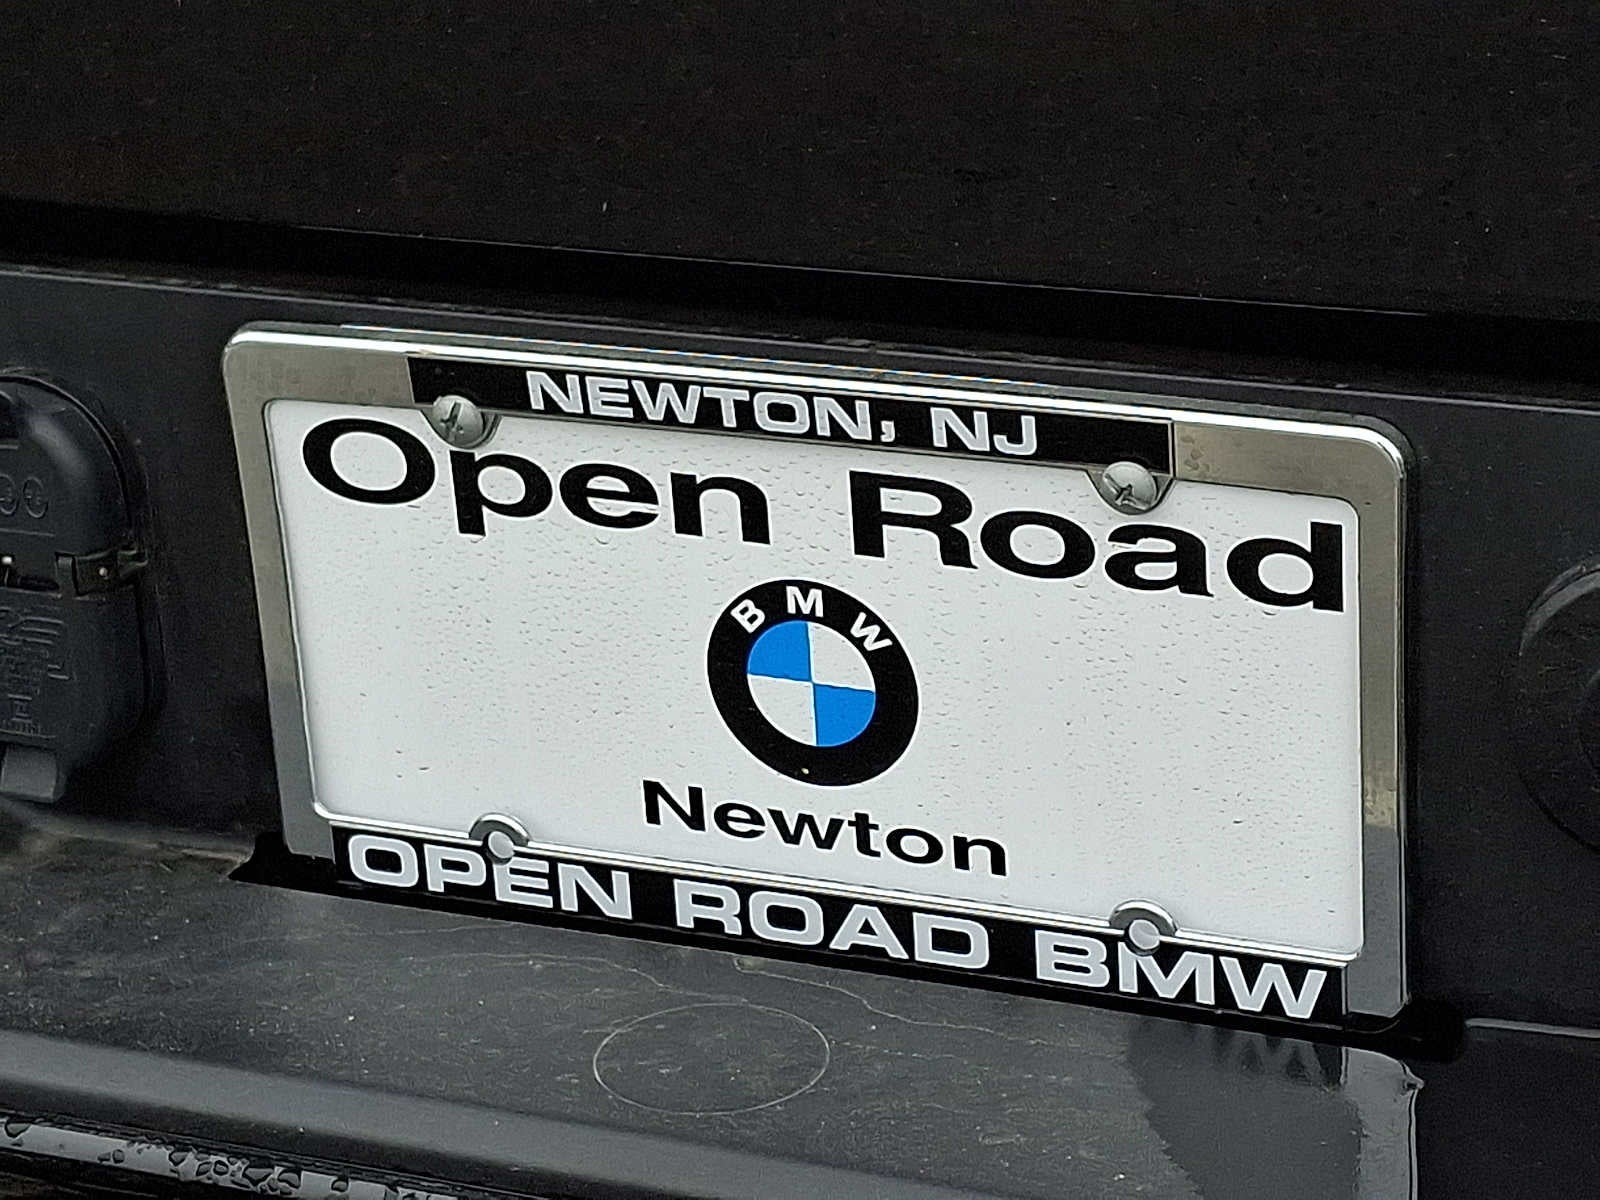 NEWTON, NJ
Open Road
BMW
Newton
OPEN ROAD BMW